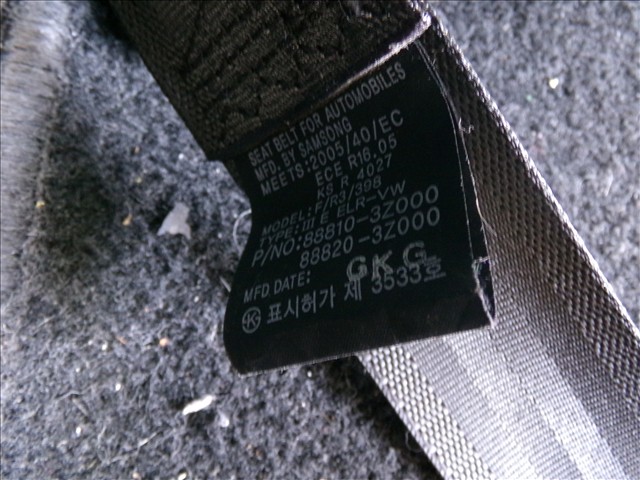 SEAT BELT FOR AUTOMOBILES
MFD. BY SAMSONG
MEETS:2005/40/EC
ECE R16.05
KS R 4027
MODEL: F/R3/398
TYPE: III E ELR-VW
P/NO:88810-3Z000
88820-3Z000
MFD DATE: GKG
표시허가 제 3533호